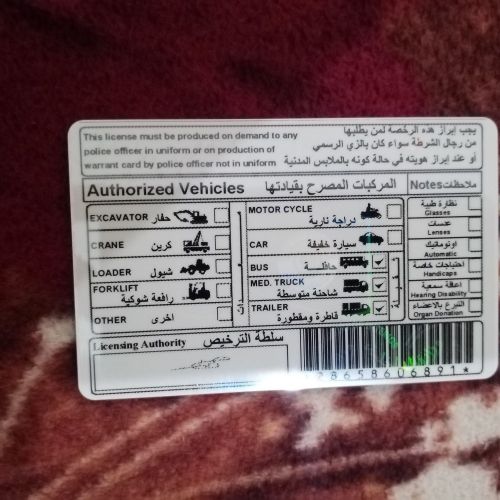 This license must be produced on demand to any
police officer in uniform or on production of
warrant card by police officer not in uniform
يجب إبراز هذه الرخصة لمن يطلبها
من رجال الشرطة سواء كان بالزي الرسمي
أو عند إبراز هويته في حالة كونه بالملابس المدنية
Authorized Vehicles المركبات المصرح بقيادتها
Notes ملاحظات
EXCAVATOR حفار
CRANE كرين
LOADER شيول
FORKLIFT
رافعة شوكية
OTHER اخرى
MOTOR CYCLE
دراجة نارية
CAR سيارة خفيفة
BUS حافلة
MED. TRUCK
شاحنة متوسطة
TRAILER
قاطرة ومقطورة
نظارة طبية
Glasses
عدسات
Lenses
اوتوماتيك
Automatic
احتياجات خاصة
Handicaps
اعاقة سمعية
Hearing Disability
التبرع بالاعضاء
Organ Donation
Licensing Authority سلطة الترخيص
28658606891*